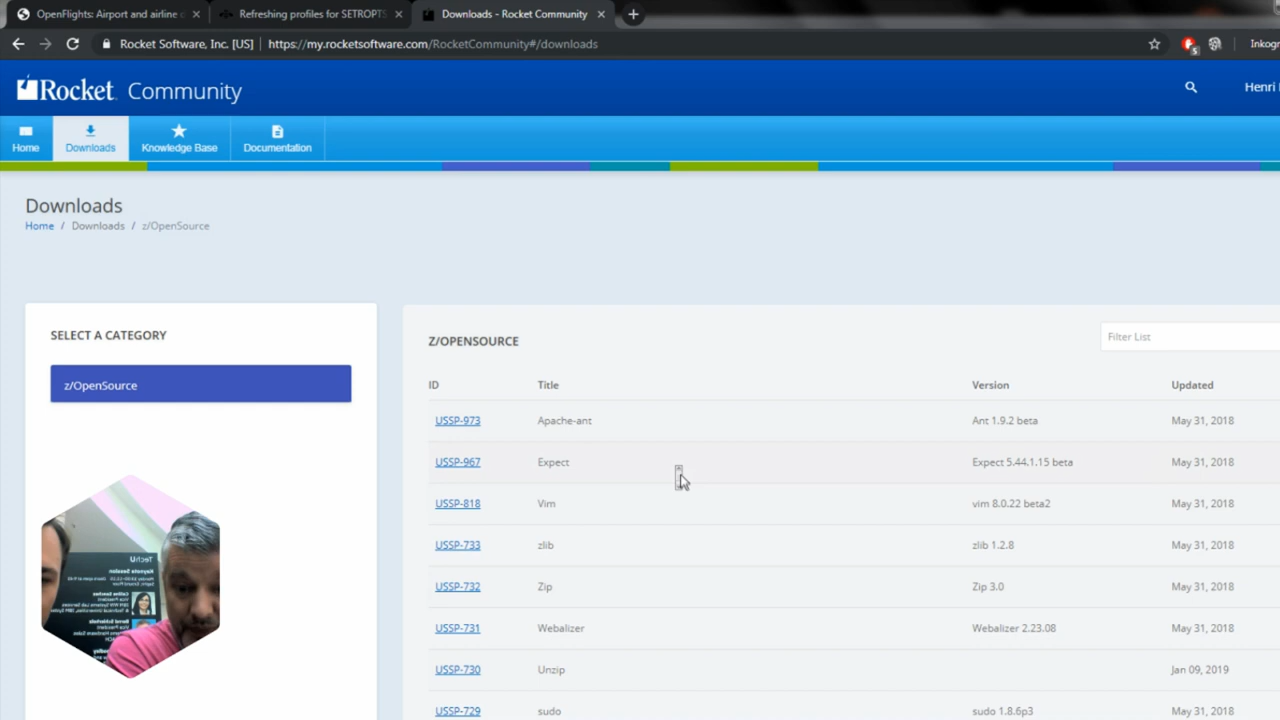 OpenFlights: Airport and airline
Refreshing profiles for SETROPTS
Downloads - Rocket Community
Rocket Software, Inc. [US]
https://my.rocketsoftware.com/RocketCommunity#/downloads
5
Inkogn
Rocket Community
Henri
Home
Downloads
Knowledge Base
Documentation
Downloads
Home / Downloads / z/OpenSource
SELECT A CATEGORY
z/OpenSource
Z/OPENSOURCE
Filter List
ID Title Version Updated
USSP-973 Apache-ant Ant 1.9.2 beta May 31, 2018
USSP-967 Expect Expect 5.44.1.15 beta May 31, 2018
USSP-818 Vim vim 8.0.22 beta2 May 31, 2018
USSP-733 zlib zlib 1.2.8 May 31, 2018
USSP-732 Zip Zip 3.0 May 31, 2018
USSP-731 Webalizer Webalizer 2.23.08 May 31, 2018
USSP-730 Unzip Jan 09, 2019
USSP-729 sudo sudo 1.8.6p3 May 31, 2018
TechU
Keynote Session